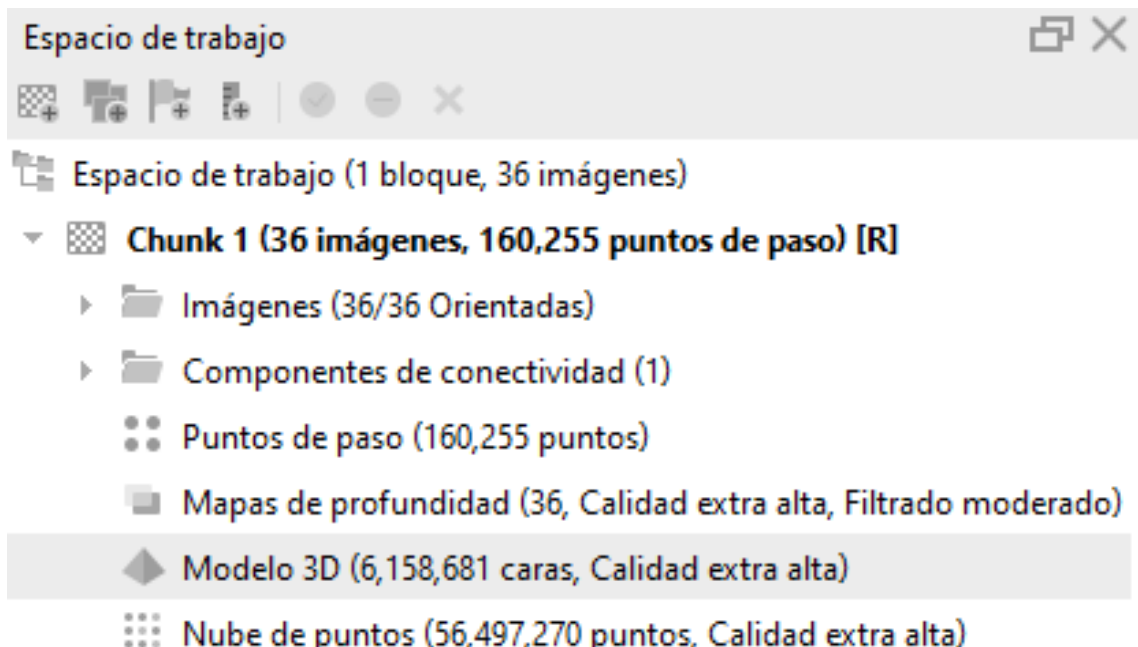 Espacio de trabajo
Espacio de trabajo (1 bloque, 36 imágenes)
Chunk 1 (36 imágenes, 160,255 puntos de paso) [R]
Imágenes (36/36 Orientadas)
Componentes de conectividad (1)
Puntos de paso (160,255 puntos)
Mapas de profundidad (36, Calidad extra alta, Filtrado moderado)
Modelo 3D (6,158,681 caras, Calidad extra alta)
Nube de puntos (56,497,270 puntos, Calidad extra alta)